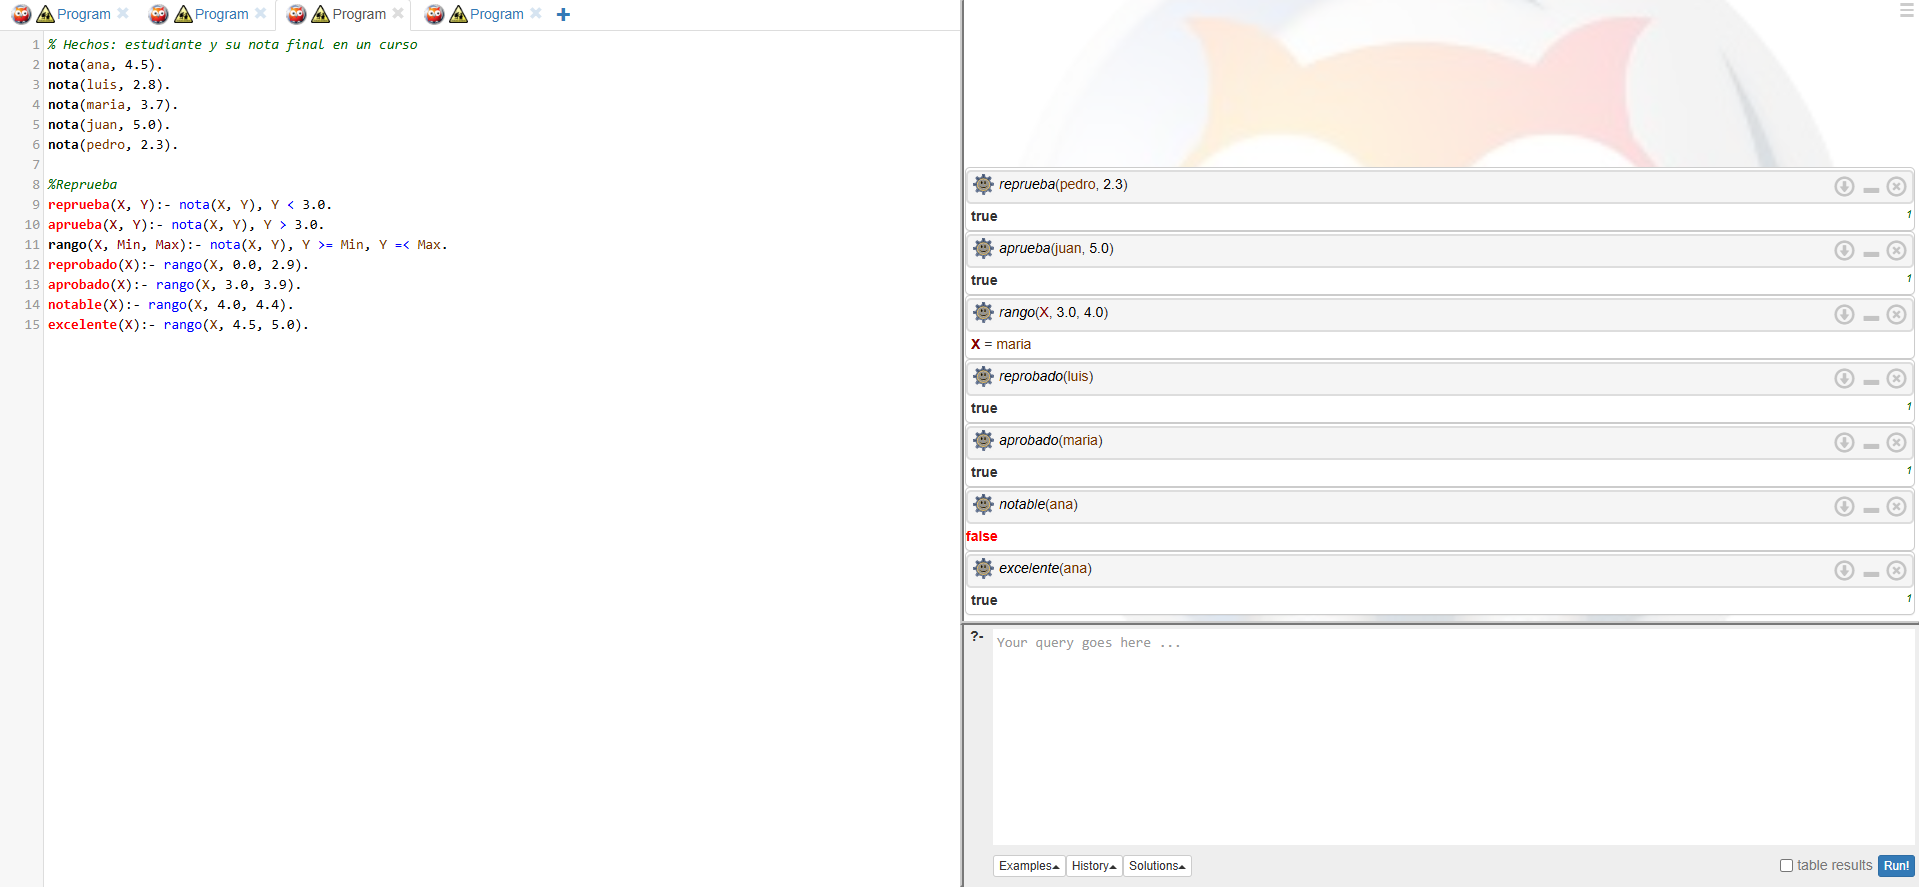 Program Program Program Program
1 % Hechos: estudiante y su nota final en un curso
2 nota(ana, 4.5).
3 nota(luis, 2.8).
4 nota(maria, 3.7).
5 nota(juan, 5.0).
6 nota(pedro, 2.3).
7
8 %Reprueba
9 reprueba(X, Y):- nota(X, Y), Y < 3.0.
10 aprueba(X, Y):- nota(X, Y), Y > 3.0.
11 rango(X, Min, Max):- nota(X, Y), Y >= Min, Y =< Max.
12 reprobado(X):- rango(X, 0.0, 2.9).
13 aprobado(X):- rango(X, 3.0, 3.9).
14 notable(X):- rango(X, 4.0, 4.4).
15 excelente(X):- rango(X, 4.5, 5.0).
reprueba(pedro, 2.3)
true 1
aprueba(juan, 5.0)
true 1
rango(X, 3.0, 4.0)
X = maria
reprobado(luis)
true 1
aprobado(maria)
true 1
notable(ana)
false
excelente(ana)
true 1
?- Your query goes here ...
Examples History Solutions table results Run!